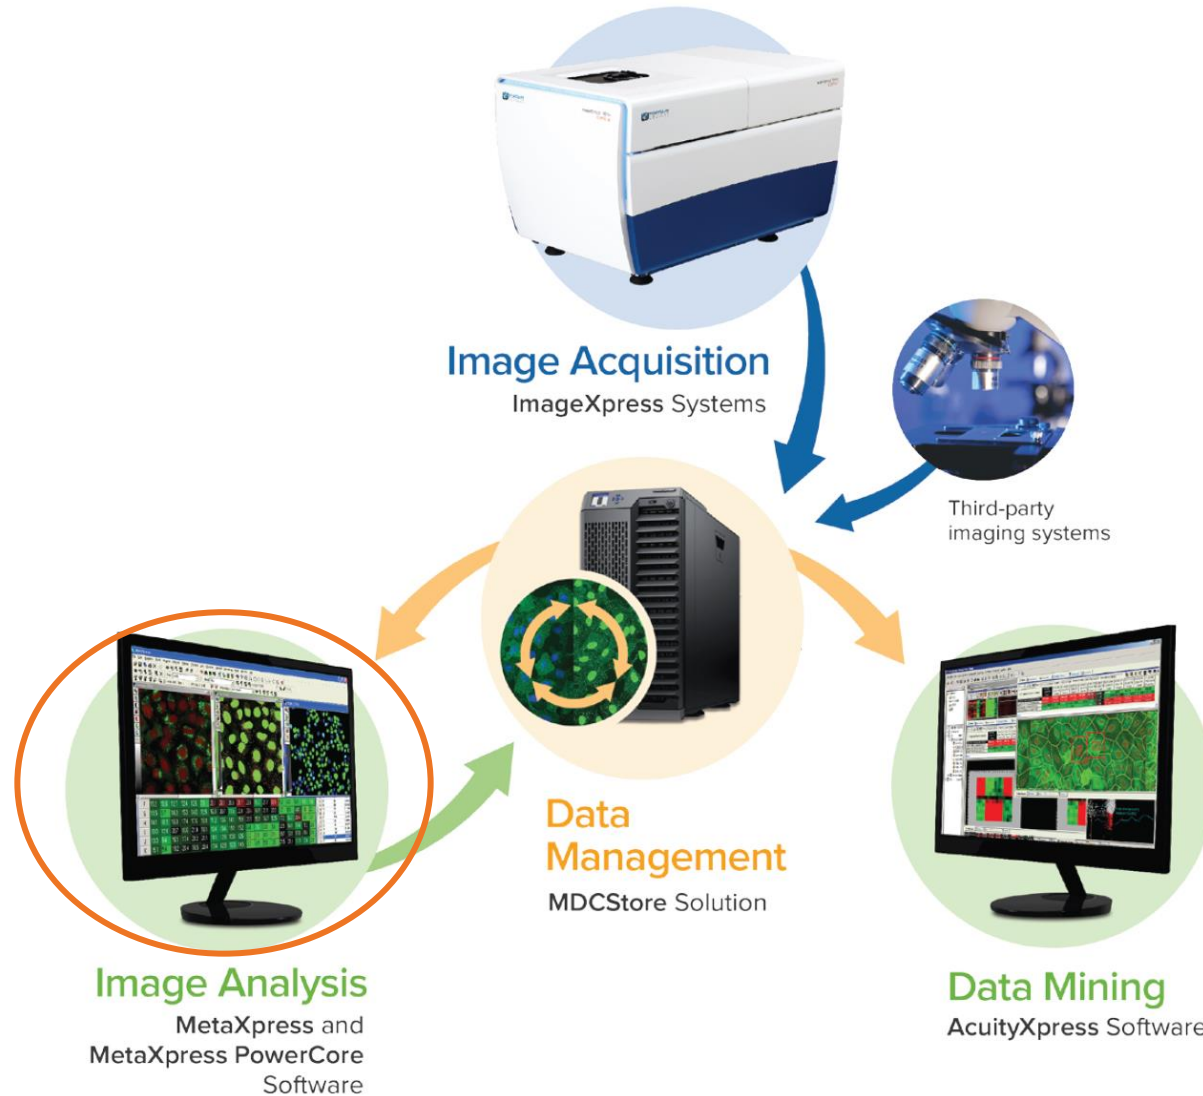 Image Acquisition
ImageXpress Systems
Third-party
imaging systems
Data
Management
MDCStore Solution
Image Analysis
MetaXpress and
MetaXpress PowerCore
Software
Data Mining
AcuityXpress Software